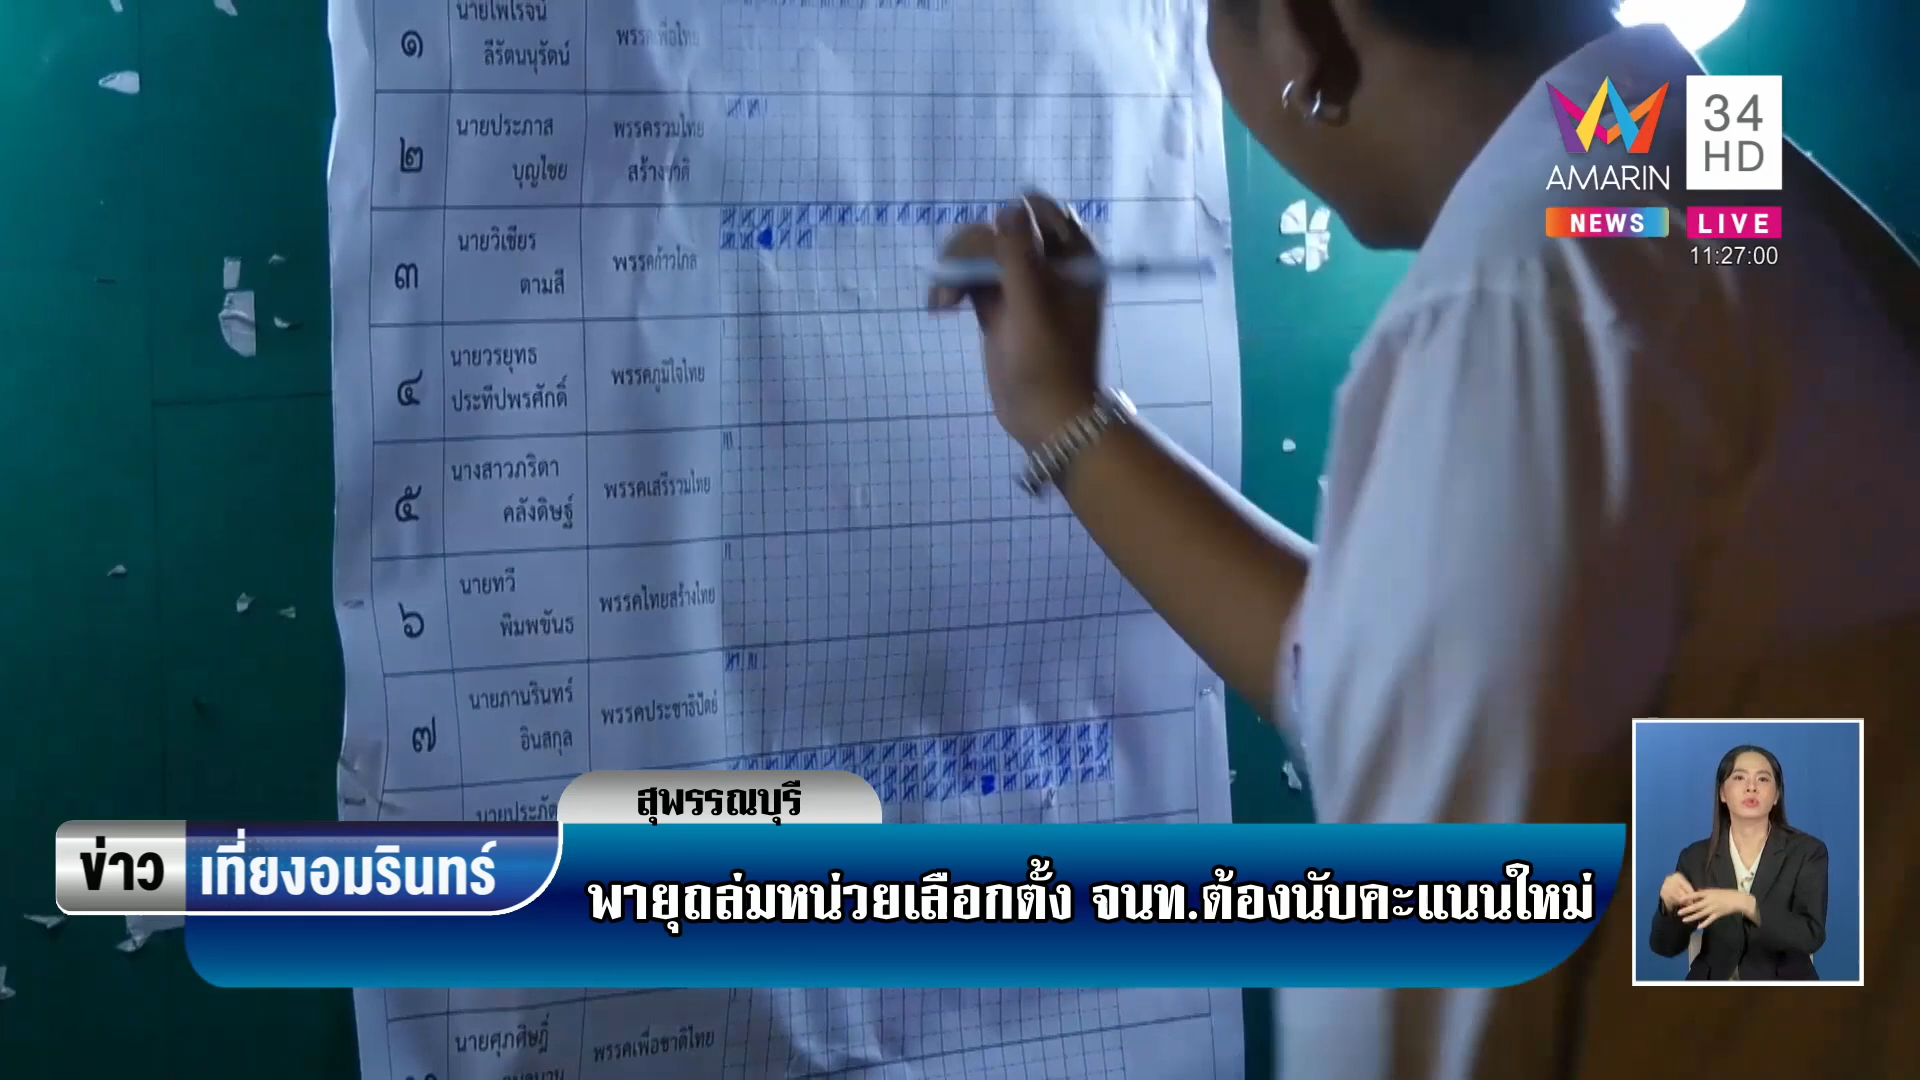 นายไพโรจน์
๑
พรรคเพื่อไทย
ลีรัตนนุรัตน์
นายประภาส
พรรครวมไทย
๒
บุญไชย
สร้างชาติ
นายวิเชียร
๓
พรรคก้าวไกล
ตามสี
นายวรยุทธ
๔
พรรคภูมิใจไทย
ประทีปพรศักดิ์
นางสาวภริตา
๕
พรรคเสรีรวมไทย
คลังดิษฐ์
นายทวี
๖
พรรคไทยสร้างไทย
พิมพขันธ
นายภานรินทร์
๗
พรรคประชาธิปัตย์
อินสกุล
นายศุภศิษฏิ์
พรรคเพื่อชาติไทย
AMARIN
34
HD
NEWS
LIVE
11:27:00
สุพรรณบุรี
ข่าว เที่ยงอมรินทร์
พายุถล่มหน่วยเลือกตั้ง จนท.ต้องนับคะแนนใหม่